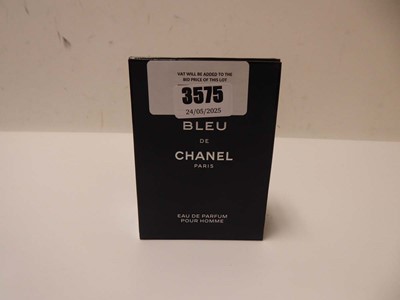 VAT WILL BE ADDED TO THE
BID PRICE OF THIS LOT
3575
24/05/2025
BLEU
DE
CHANEL
PARIS
EAU DE PARFUM
POUR HOMME